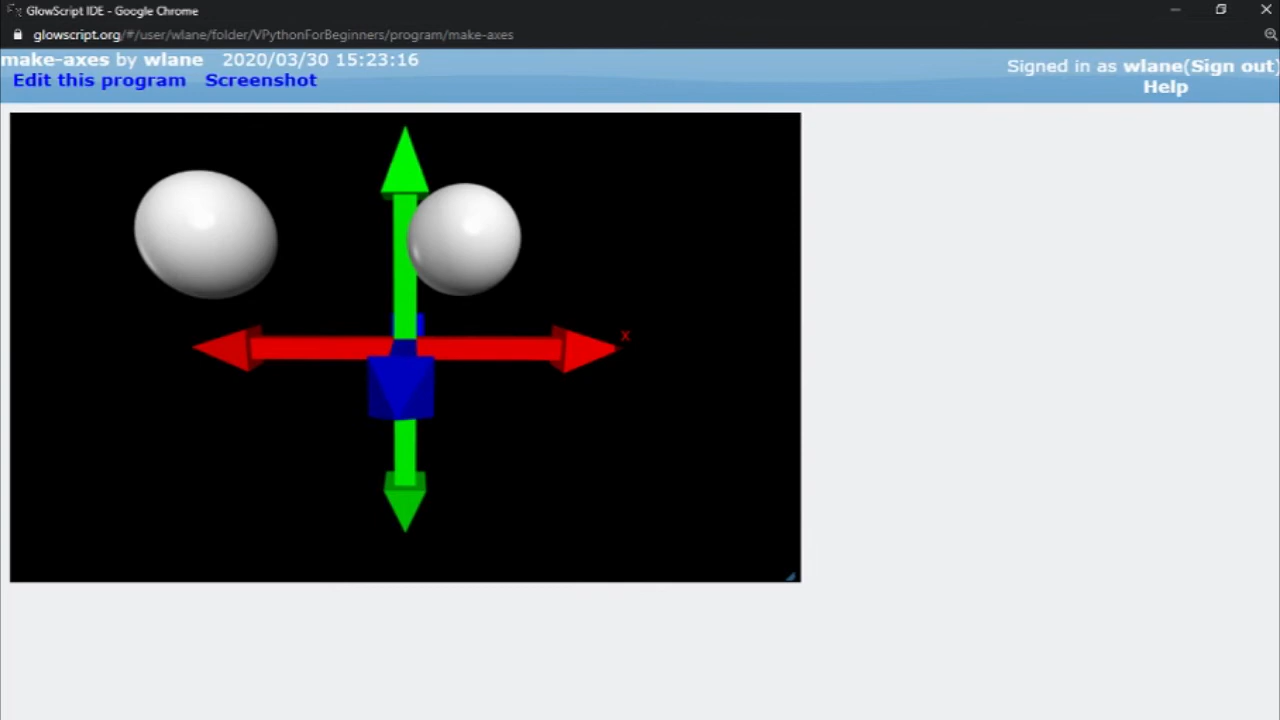 GlowScript IDE - Google Chrome
glowscript.org/#/user/wlane/folder/VPythonForBeginners/program/make-axes
make-axes by wlane 2020/03/30 15:23:16
Signed in as wlane(Sign out)
Edit this program Screenshot
Help
x